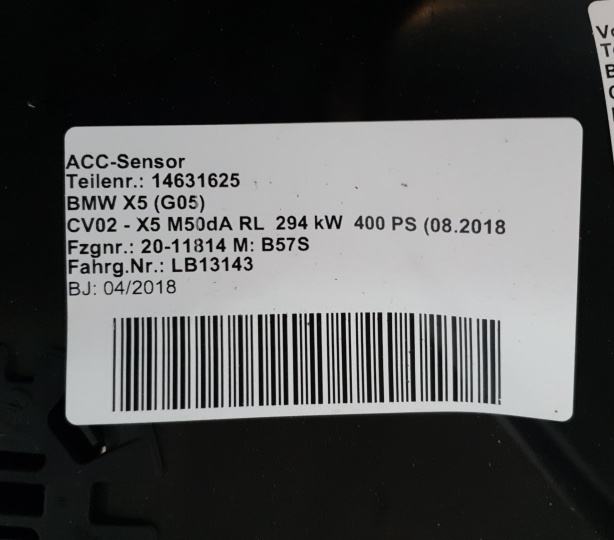 ACC-Sensor
Teilenr.: 14631625
BMW X5 (G05)
CV02 - X5 M50dA RL 294 kW 400 PS (08.2018
Fzgnr.: 20-11814 M: B57S
Fahrg.Nr.: LB13143
BJ: 04/2018